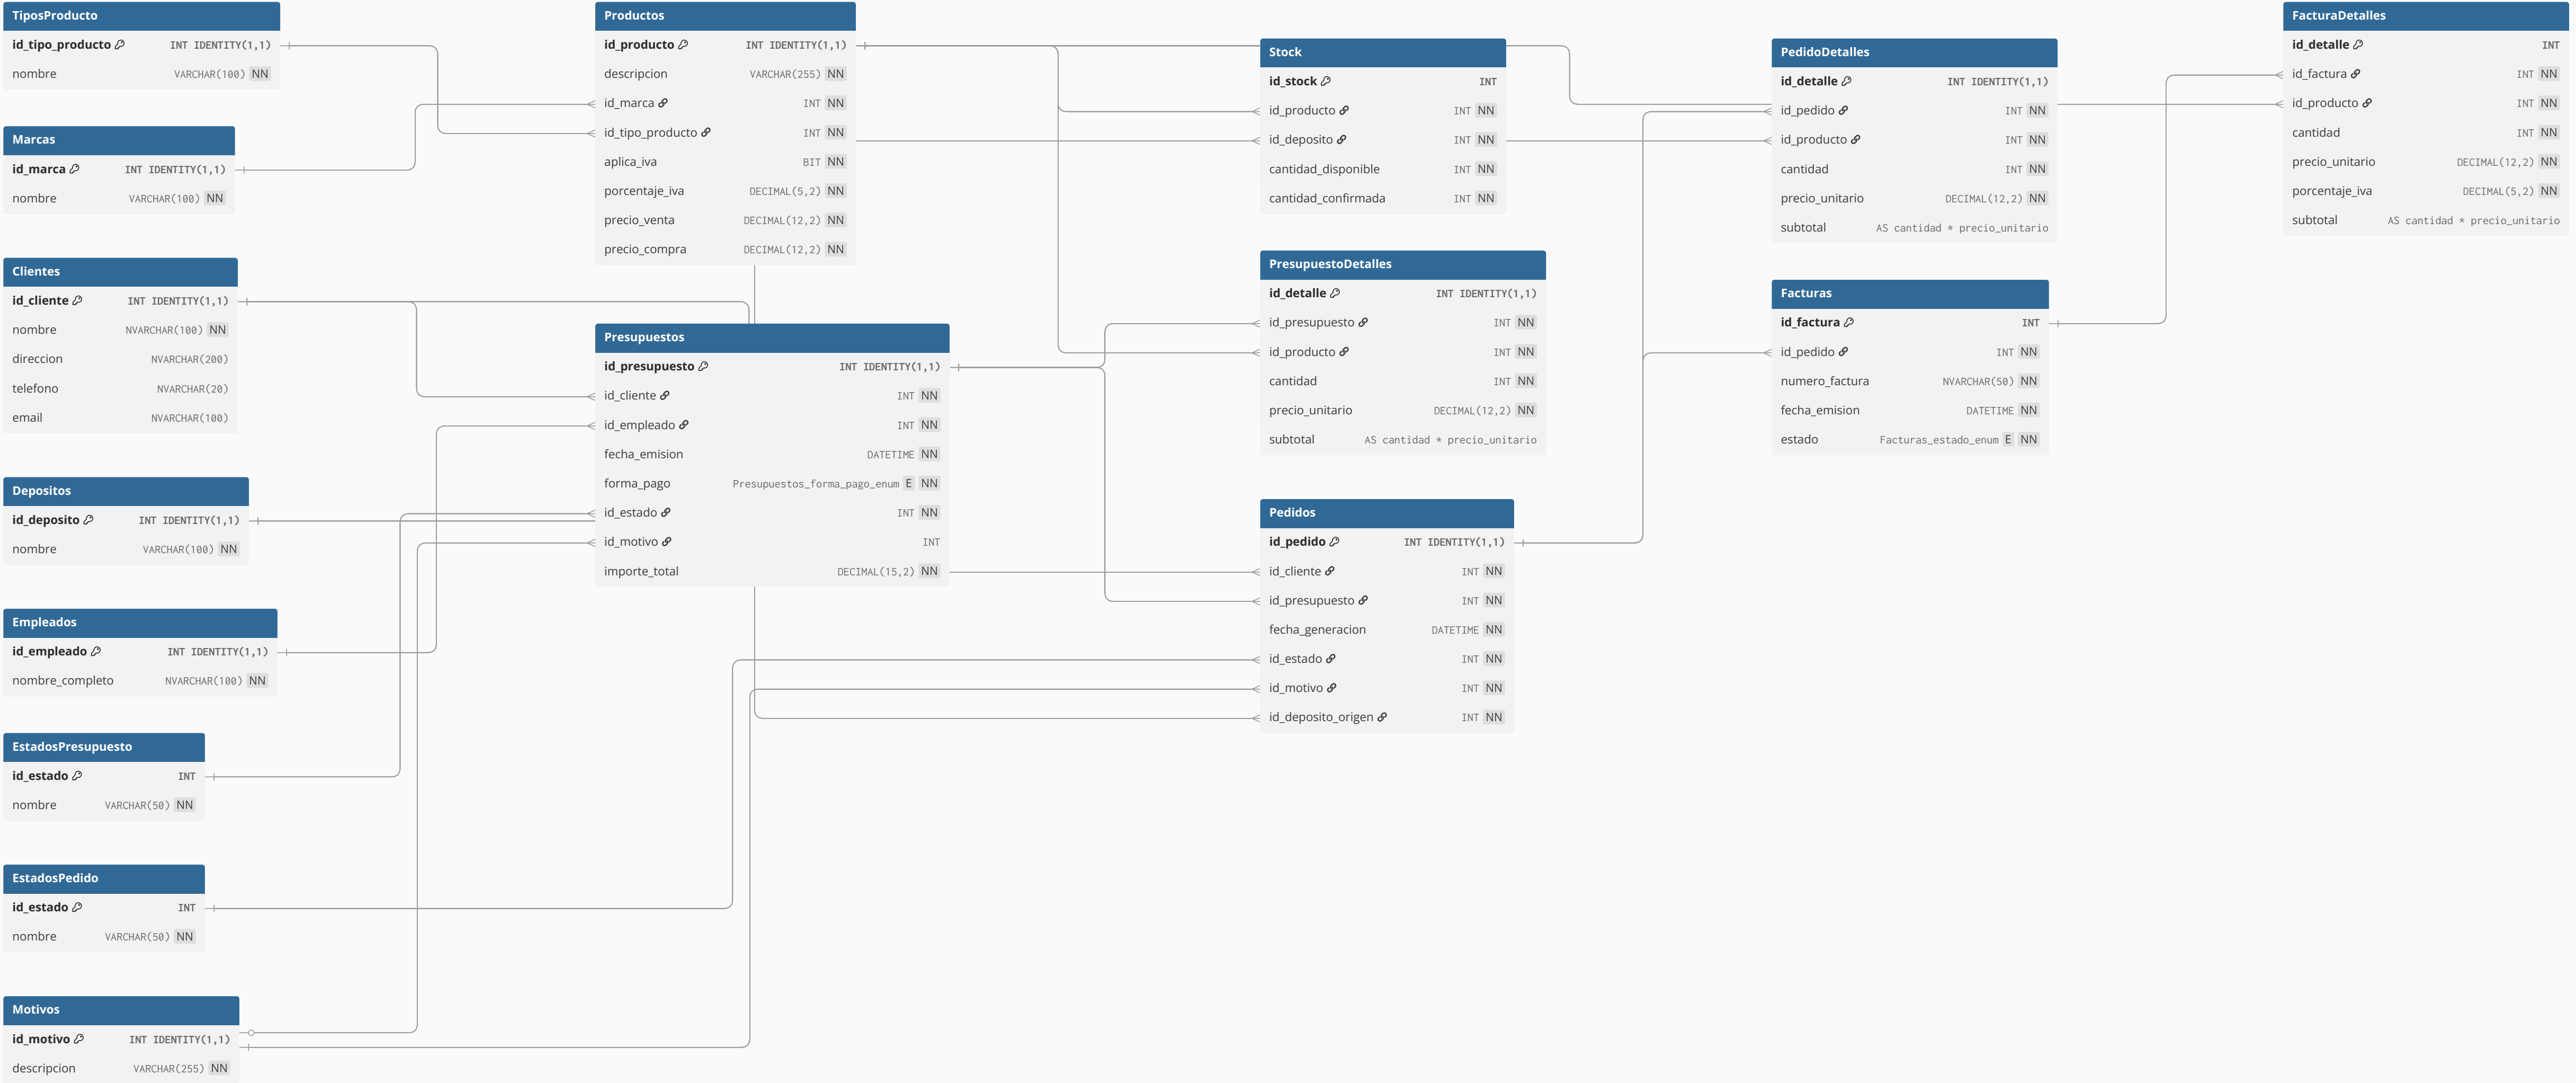 TiposProducto
id_tipo_producto INT IDENTITY(1,1)
nombre VARCHAR(100) NN
Marcas
id_marca INT IDENTITY(1,1)
nombre VARCHAR(100) NN
Clientes
id_cliente INT IDENTITY(1,1)
nombre NVARCHAR(100) NN
direccion NVARCHAR(200)
telefono NVARCHAR(20)
email NVARCHAR(100)
Depositos
id_deposito INT IDENTITY(1,1)
nombre VARCHAR(100) NN
Empleados
id_empleado INT IDENTITY(1,1)
nombre_completo NVARCHAR(100) NN
EstadosPresupuesto
id_estado INT
nombre VARCHAR(50) NN
EstadosPedido
id_estado INT
nombre VARCHAR(50) NN
Motivos
id_motivo INT IDENTITY(1,1)
descripcion VARCHAR(255) NN
Productos
id_producto INT IDENTITY(1,1)
descripcion VARCHAR(255) NN
id_marca INT NN
id_tipo_producto INT NN
aplica_iva BIT NN
porcentaje_iva DECIMAL(5,2) NN
precio_venta DECIMAL(12,2) NN
precio_compra DECIMAL(12,2) NN
Presupuestos
id_presupuesto INT IDENTITY(1,1)
id_cliente INT NN
id_empleado INT NN
fecha_emision DATETIME NN
forma_pago Presupuestos_forma_pago_enum E NN
id_estado INT NN
id_motivo INT
importe_total DECIMAL(15,2) NN
Stock
id_stock INT
id_producto INT NN
id_deposito INT NN
cantidad_disponible INT NN
cantidad_confirmada INT NN
PresupuestoDetalles
id_detalle INT IDENTITY(1,1)
id_presupuesto INT NN
id_producto INT NN
cantidad INT NN
precio_unitario DECIMAL(12,2) NN
subtotal AS cantidad * precio_unitario
Pedidos
id_pedido INT IDENTITY(1,1)
id_cliente INT NN
id_presupuesto INT NN
fecha_generacion DATETIME NN
id_estado INT NN
id_motivo INT NN
id_deposito_origen INT NN
PedidoDetalles
id_detalle INT IDENTITY(1,1)
id_pedido INT NN
id_producto INT NN
cantidad INT NN
precio_unitario DECIMAL(12,2) NN
subtotal AS cantidad * precio_unitario
Facturas
id_factura INT
id_pedido INT NN
numero_factura NVARCHAR(50) NN
fecha_emision DATETIME NN
estado Facturas_estado_enum E NN
FacturaDetalles
id_detalle INT
id_factura INT NN
id_producto INT NN
cantidad INT NN
precio_unitario DECIMAL(12,2) NN
porcentaje_iva DECIMAL(5,2) NN
subtotal AS cantidad * precio_unitario